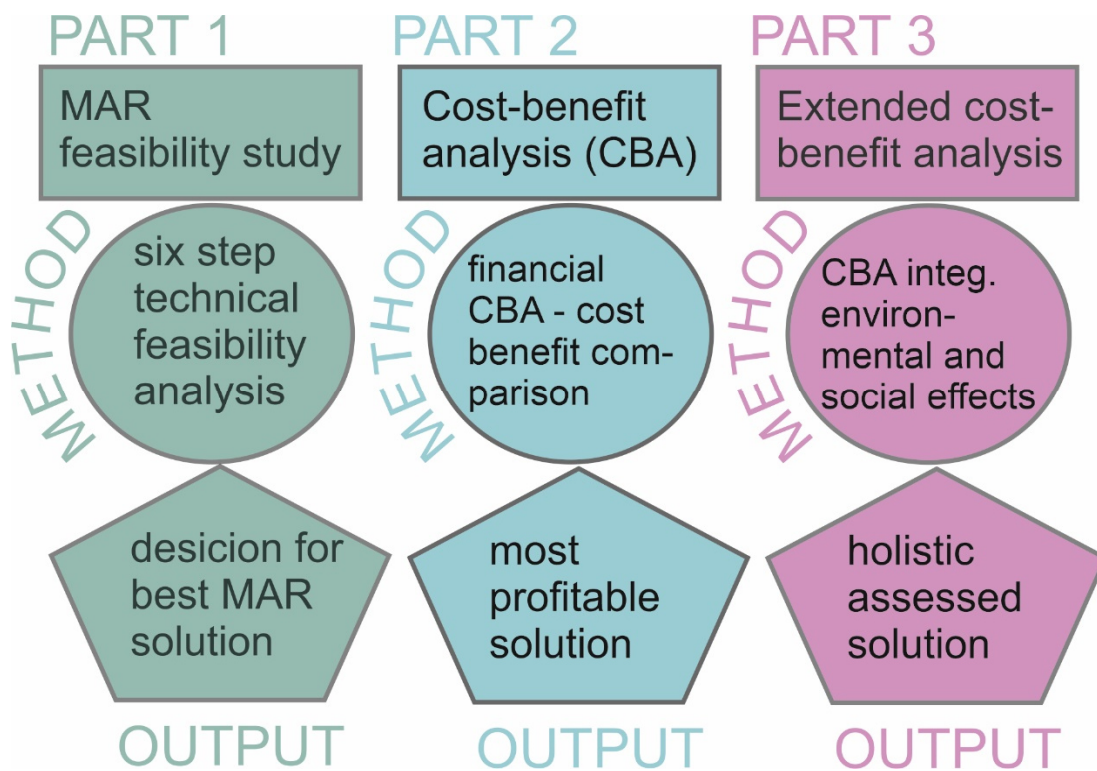 PART 1
MAR
feasibility study
METHOD
six step
technical
feasibility
analysis
desicion for
best MAR
solution
OUTPUT
PART 2
Cost-benefit
analysis (CBA)
METHOD
financial
CBA - cost
benefit com-
parison
most
profitable
solution
OUTPUT
PART 3
Extended cost-
benefit analysis
METHOD
CBA integ.
environ-
mental and
social effects
holistic
assessed
solution
OUTPUT